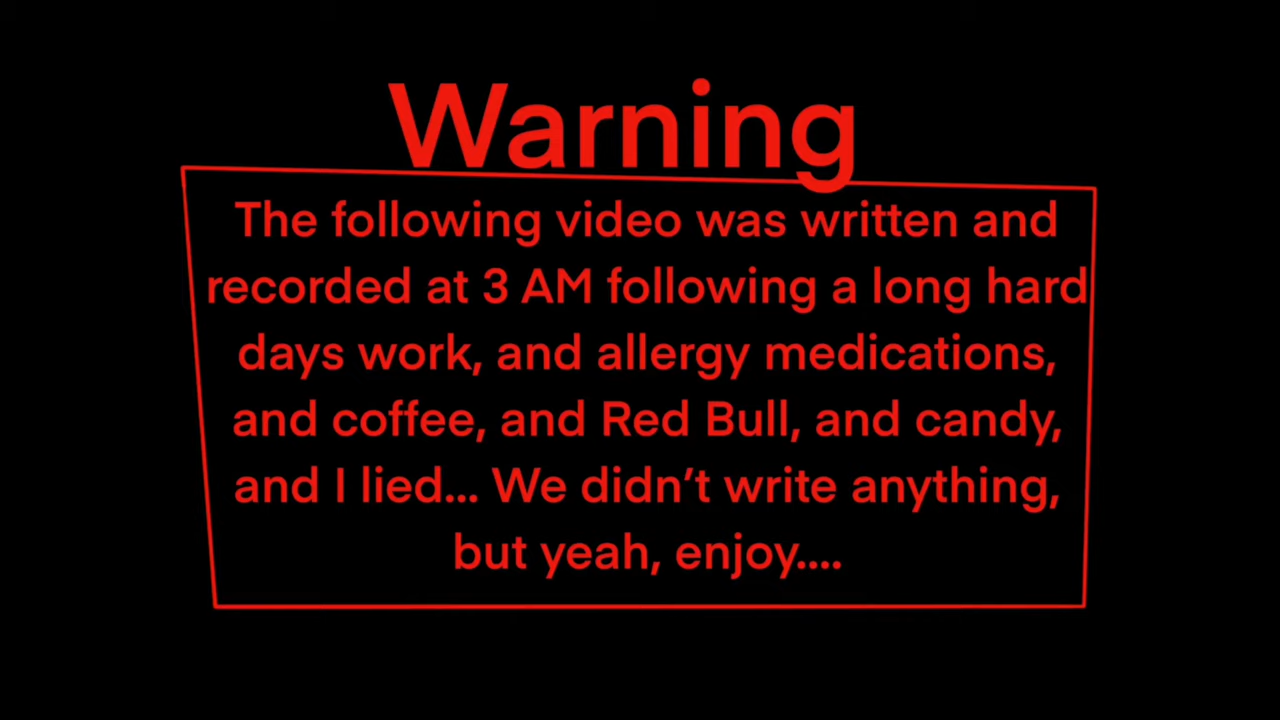 Warning
The following video was written and
recorded at 3 AM following a long hard
days work, and allergy medications,
and coffee, and Red Bull, and candy,
and I lied... We didn’t write anything,
but yeah, enjoy....